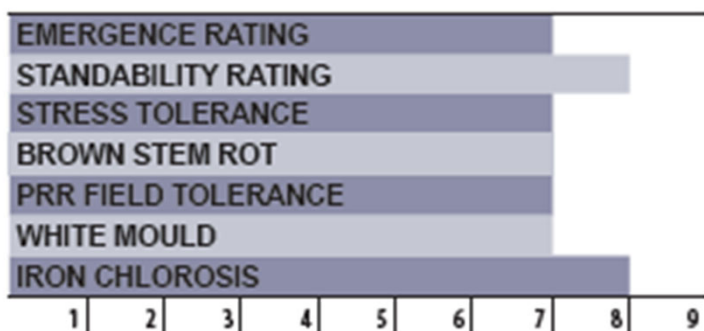 EMERGENCE RATING
STANDABILITY RATING
STRESS TOLERANCE
BROWN STEM ROT
PRR FIELD TOLERANCE
WHITE MOULD
IRON CHLOROSIS
1 2 3 4 5 6 7 8 9